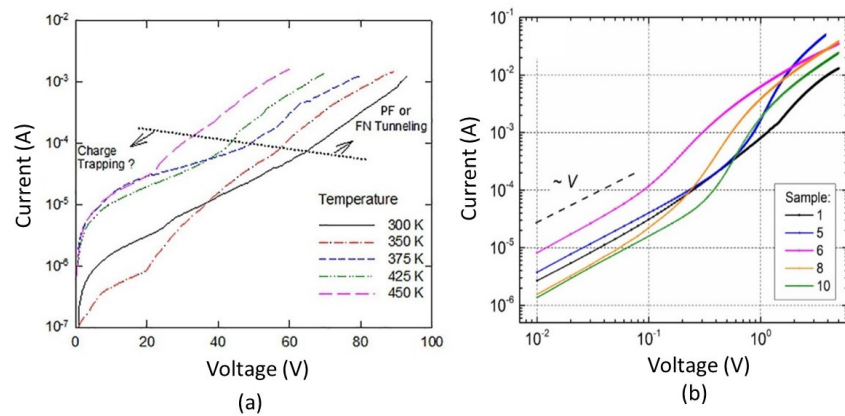 10⁻¹
10⁻²
10⁻³
10⁻⁴
10⁻⁵
10⁻⁶
10⁻⁷
Current (A)
Charge
Trapping ?
PF or
FN Tunneling
Temperature
300 K
350 K
375 K
425 K
450 K
0 20 40 60 80 100
Voltage (V)
(a)
10⁻¹
10⁻²
10⁻³
10⁻⁴
10⁻⁵
10⁻⁶
Current (A)
~ V
Sample:
1
5
6
8
10
10⁻² 10⁻¹ 10⁰ 10¹
Voltage (V)
(b)